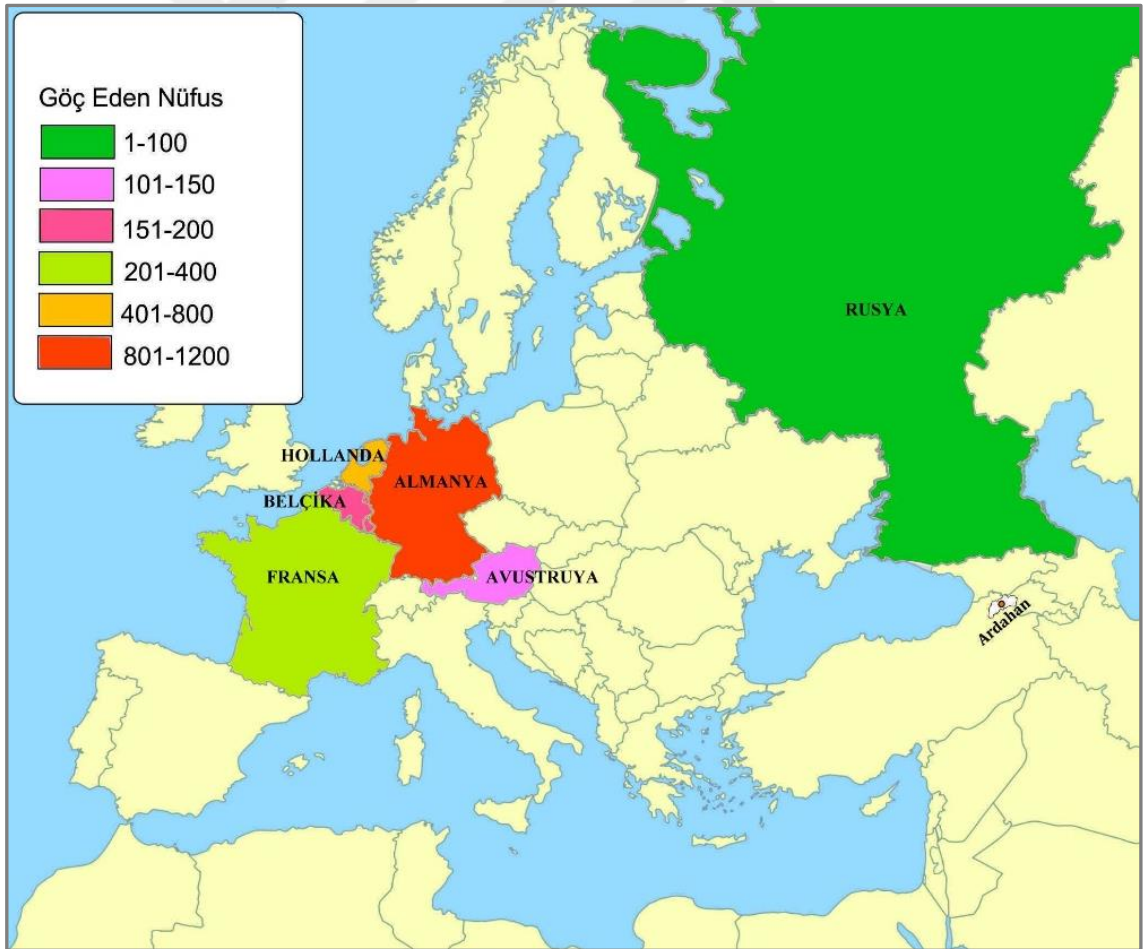 Göç Eden Nüfus
1-100
101-150
151-200
201-400
401-800
801-1200
RUSYA
HOLLANDA
ALMANYA
BELÇİKA
FRANSA
AVUSTRUYA
Ardahan